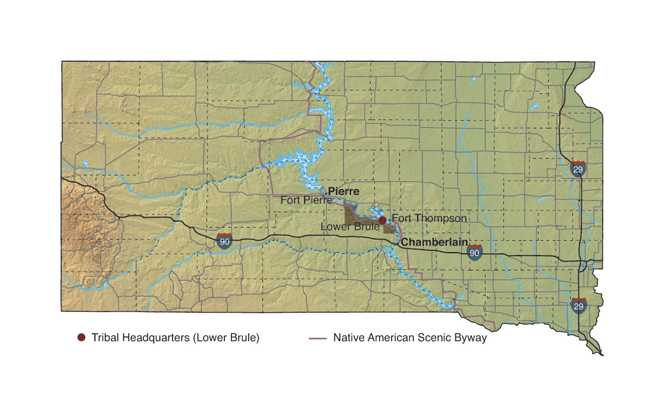 29
Pierre
Fort Pierre
Fort Thompson
Lower Brule
90
Chamberlain
90
29
Tribal Headquarters (Lower Brule)
Native American Scenic Byway